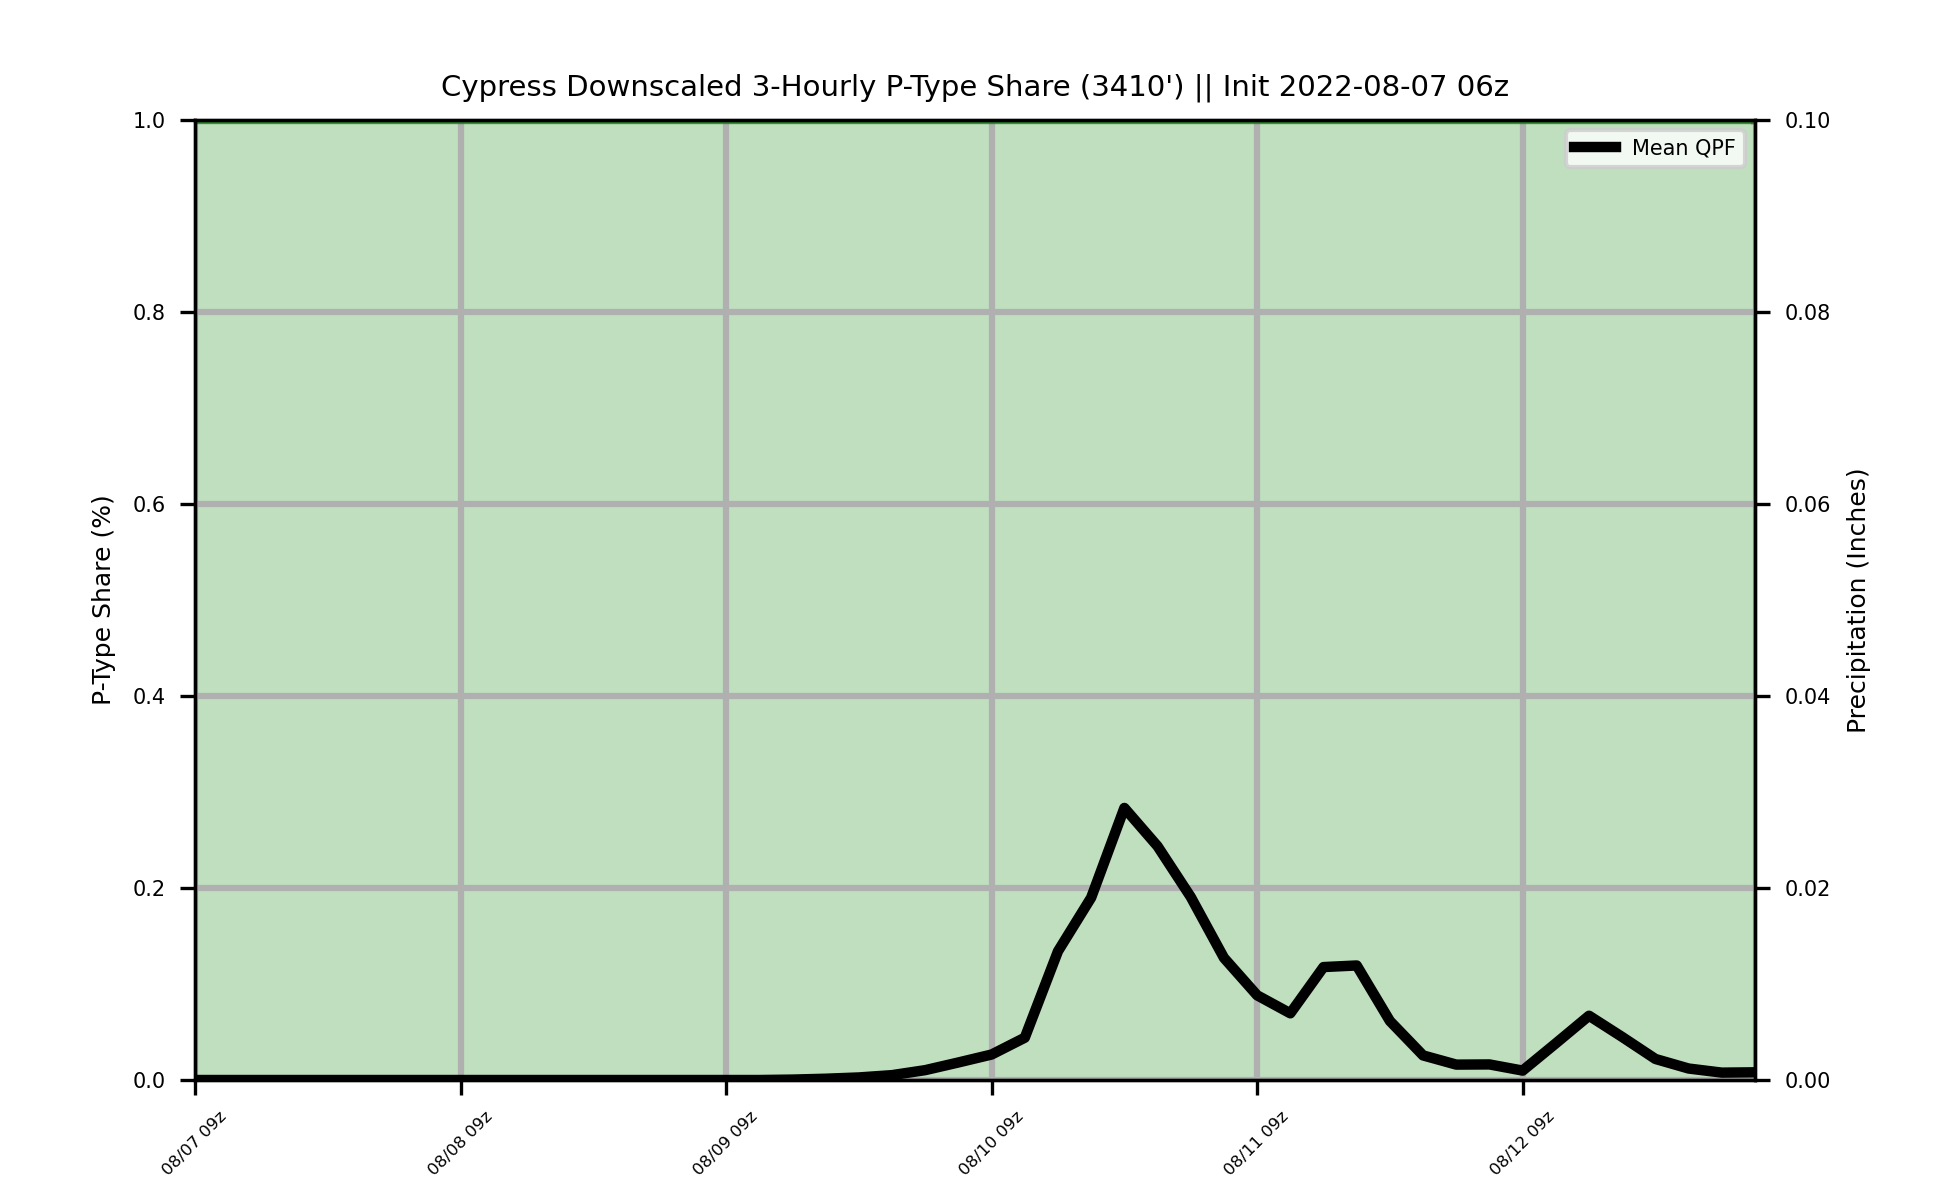 Cypress Downscaled 3-Hourly P-Type Share (3410') || Init 2022-08-07 06z
Mean QPF
P-Type Share (%)
1.0
0.8
0.6
0.4
0.2
0.0
0.10
0.08
0.06
0.04
0.02
0.00
Precipitation (Inches)
08/07 09z
08/08 09z
08/09 09z
08/10 09z
08/11 09z
08/12 09z